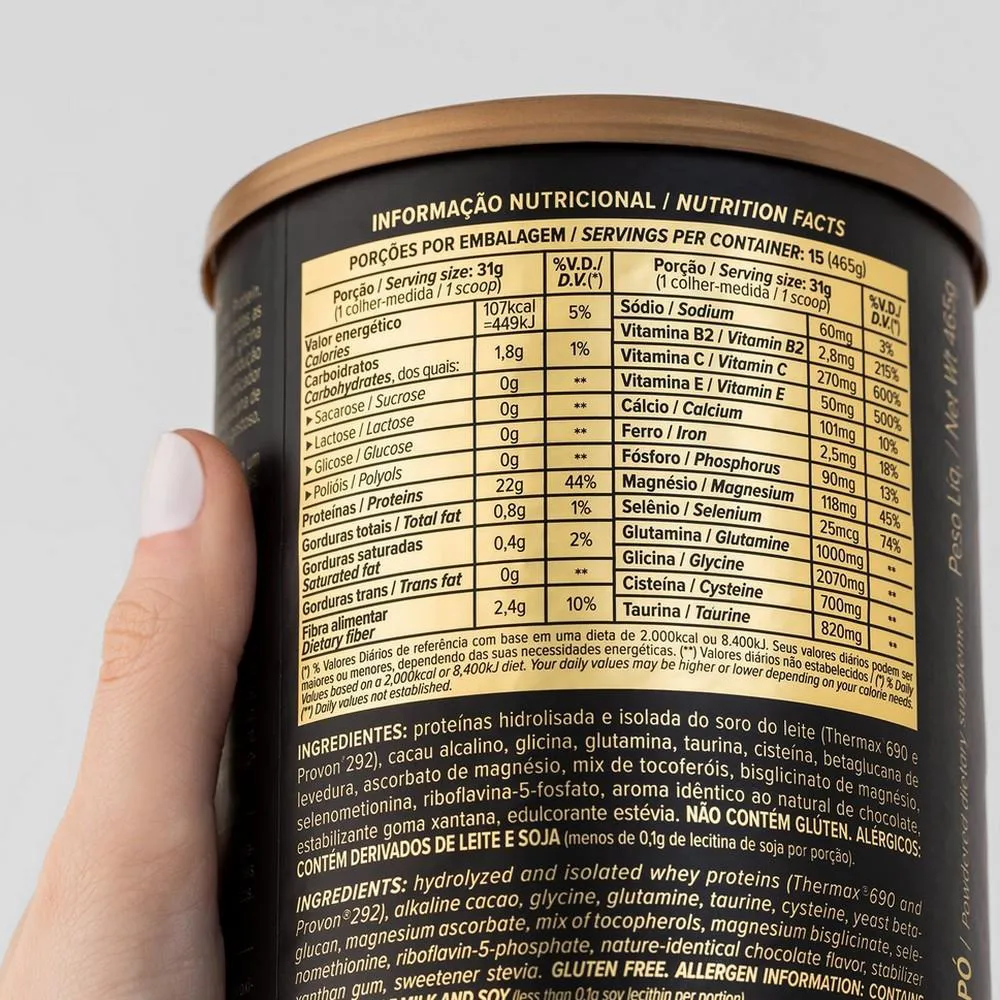 INFORMAÇÃO NUTRICIONAL / NUTRITION FACTS
PORÇÕES POR EMBALAGEM / SERVINGS PER CONTAINER: 15 (465g)
Porção / Serving size: 31g
(1 colher-medida / 1 scoop)
%V.D./
D.V.(*)
Valor energético
Calories
107kcal
=449kJ
5%
Carboidratos
Carbohydrates, dos quais:
1,8g
1%
▸Sacarose / Sucrose
0g
**
▸Lactose / Lactose
0g
**
▸Glicose / Glucose
0g
**
▸Polióis / Polyols
0g
**
Proteínas / Proteins
22g
44%
Gorduras totais / Total fat
0,8g
1%
Gorduras saturadas
Saturated fat
0,4g
2%
Gorduras trans / Trans fat
0g
**
Fibra alimentar
Dietary fiber
2,4g
10%
Porção / Serving size: 31g
(1 colher-medida / 1 scoop)
%V.D./
D.V.(*)
Sódio / Sodium
60mg
3%
Vitamina B2 / Vitamin B2
2,8mg
215%
Vitamina C / Vitamin C
270mg
600%
Vitamina E / Vitamin E
50mg
500%
Cálcio / Calcium
101mg
10%
Ferro / Iron
2,5mg
18%
Fósforo / Phosphorus
90mg
13%
Magnésio / Magnesium
118mg
45%
Selênio / Selenium
25mcg
74%
Glutamina / Glutamine
1000mg
**
Glicina / Glycine
2070mg
**
Cisteína / Cysteine
700mg
**
Taurina / Taurine
820mg
**
(*) % Valores Diários de referência com base em uma dieta de 2.000kcal ou 8.400kJ. Seus valores diários podem ser
maiores ou menores, dependendo das suas necessidades energéticas. (**) Valores diários não estabelecidos / (*) % Daily
Values based on a 2,000kcal or 8,400kJ diet. Your daily values may be higher or lower depending on your calorie needs.
(**) Daily values not established.
INGREDIENTES: proteínas hidrolisada e isolada do soro do leite (Thermax®690 e
Provon®292), cacau alcalino, glicina, glutamina, taurina, cisteína, betaglucana de
levedura, ascorbato de magnésio, mix de tocoferóis, bisglicinato de magnésio,
selenometionina, riboflavina-5-fosfato, aroma idêntico ao natural de chocolate,
estabilizante goma xantana, edulcorante estévia. NÃO CONTÉM GLÚTEN. ALÉRGICOS:
CONTÉM DERIVADOS DE LEITE E SOJA (menos de 0,1g de lecitina de soja por porção).
INGREDIENTS: hydrolyzed and isolated whey proteins (Thermax®690 and
Provon®292), alkaline cacao, glycine, glutamine, taurine, cysteine, yeast beta-
glucan, magnesium ascorbate, mix of tocopherols, magnesium bisglicinate, sele-
nomethionine, riboflavin-5-phosphate, nature-identical chocolate flavor, stabilizer
xanthan gum, sweetener stevia. GLUTEN FREE. ALLERGEN INFORMATION: CONTAIN
MILK AND SOY (less than 0.1g soy lecithin per portion)
PÓ / Powdered dietary supplement Peso Líq. / Net Wt 465g